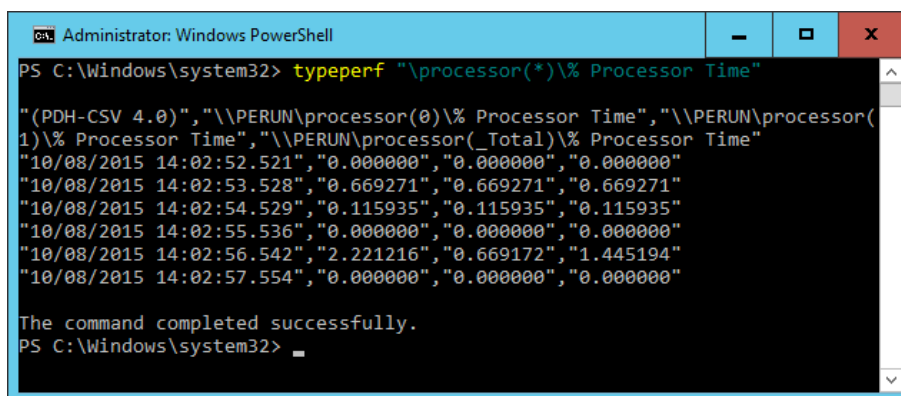 Administrator: Windows PowerShell
PS C:\Windows\system32> typeperf "\processor(*)\% Processor Time"
"(PDH-CSV 4.0)","\\PERUN\processor(0)\% Processor Time","\\PERUN\processor(
1)\% Processor Time","\\PERUN\processor(_Total)\% Processor Time"
"10/08/2015 14:02:52.521","0.000000","0.000000","0.000000"
"10/08/2015 14:02:53.528","0.669271","0.669271","0.669271"
"10/08/2015 14:02:54.529","0.115935","0.115935","0.115935"
"10/08/2015 14:02:55.536","0.000000","0.000000","0.000000"
"10/08/2015 14:02:56.542","2.221216","0.669172","1.445194"
"10/08/2015 14:02:57.554","0.000000","0.000000","0.000000"
The command completed successfully.
PS C:\Windows\system32>